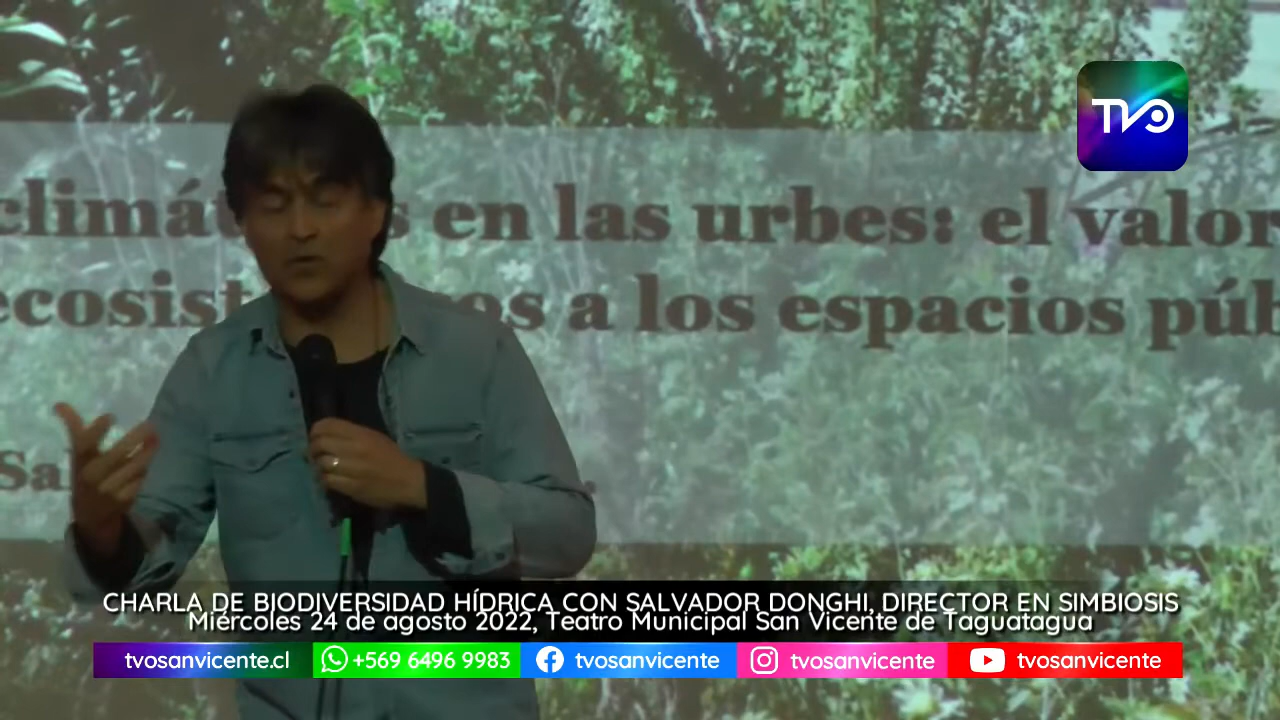 TVO
climát s en las urbes: el valor
ecosist os a los espacios púb
Sal
CHARLA DE BIODIVERSIDAD HÍDRICA CON SALVADOR DONGHI, DIRECTOR EN SIMBIOSIS
Miércoles 24 de agosto 2022, Teatro Municipal San Vicente de Taguatagua
tvosanvicente.cl +569 6496 9983 tvosanvicente tvosanvicente tvosanvicente